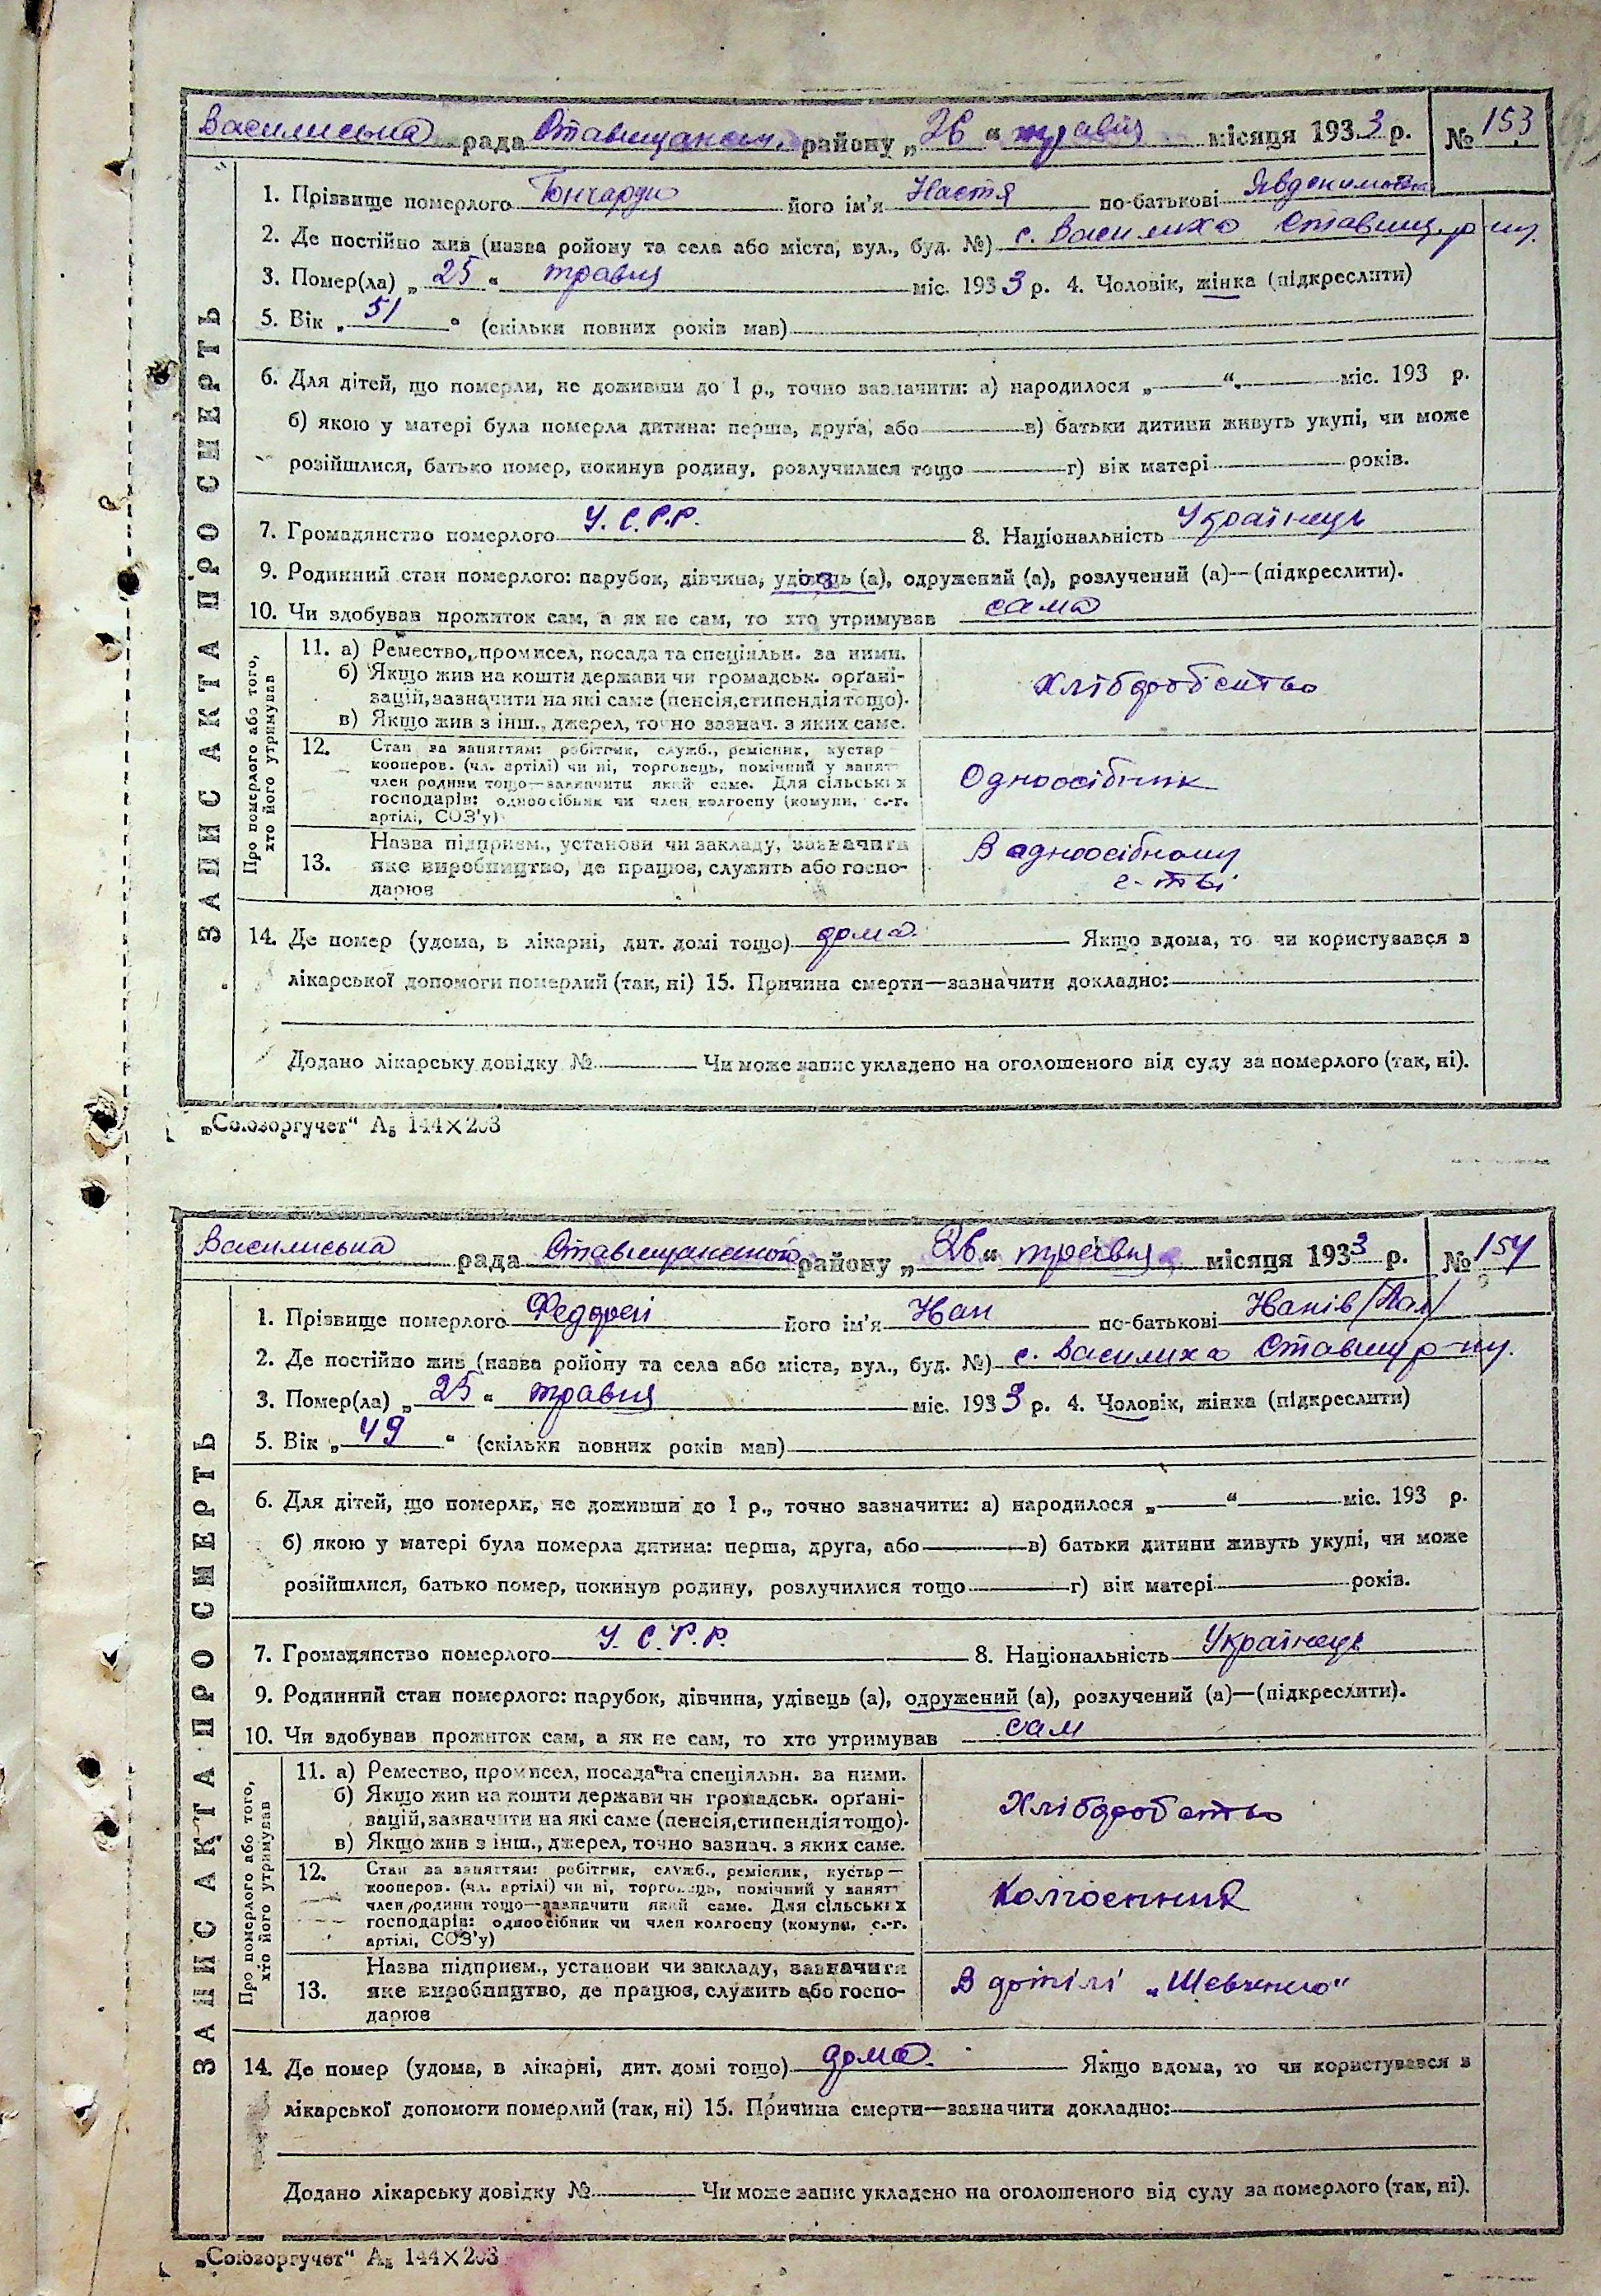 Василиська рада Ставищанськ. району „26“ травня місяця 1933 р. № 153
ЗАПИС АКТА ПРО СМЕРТЬ
1. Прізвище померлого його ім'я Настя по-батькові
2. Де постійно жив (назва ройону та села або міста, вул., буд. №) с. Василиха Ставищ. р-ну.
3. Помер(ла) „25“ травня міс. 1933 р. 4. Чоловік, жінка (підкреслити)
5. Вік „51“ (скільки повних років мав)
6. Для дітей, що померли, не доживши до 1 р., точно зазначити: а) народилося „ “ міс. 193 р.
б) якою у матері була померла дитина: перша, друга, або в) батьки дитини живуть укупі, чи може
розійшлися, батько помер, покинув родину, розлучилися тощо г) вік матері років.
7. Громадянство померлого У.С.Р.Р. 8. Національність Українець
9. Родинний стан померлого: парубок, дівчина, удівець (а), одружений (а), розлучений (а)—(підкреслити).
10. Чи здобував прожиток сам, а як не сам, то хто утримував сама
Про померлого або того, хто його утримував
11. а) Ремество, промисел, посада та спеціяльн. за ними.
б) Якщо жив на кошти держави чи громадськ. орґані-
зацій, зазначити на які саме (пенсія, стипендія тощо).
в) Якщо жив з інш., джерел, точно зазнач. з яких саме.
Хліборобство
12. Стан за заняттям: робітник, служб., ремісник, кустар—
кооперов. (чл. артілі) чи ні, торговець, помічний у занят
член родини тощо—зазначити який саме. Для сільських
господарів: одноосібник чи член колгоспу (комуни, с.-г.
артілі, СОЗ'у)
Одноосібник
13. Назва підприєм., установи чи закладу, зазначити
яке виробництво, де працює, служить або госпо-
дарює
В одноосібному
г-тві
14. Де помер (удома, в лікарні, дит. домі тощо) дома. Якщо вдома, то чи користувався з
лікарської допомоги померлий (так, ні) 15. Причина смерти—зазначити докладно:
Додано лікарську довідку № Чи може запис укладено на оголошеного від суду за померлого (так, ні).
„Союзоргучет“ А5 144×203
Василиська рада Ставищанської району „26“ травня місяця 1933 р. № 154
ЗАПИС АКТА ПРО СМЕРТЬ
1. Прізвище померлого його ім'я Іван по-батькові Іванів
2. Де постійно жив (назва ройону та села або міста, вул., буд. №) с. Василиха Ставищ р-ну.
3. Помер(ла) „25“ травня міс. 1933 р. 4. Чоловік, жінка (підкреслити)
5. Вік „49“ (скільки повних років мав)
6. Для дітей, що померли, не доживши до 1 р., точно зазначити: а) народилося „ “ міс. 193 р.
б) якою у матері була померла дитина: перша, друга, або в) батьки дитини живуть укупі, чи може
розійшлися, батько помер, покинув родину, розлучилися тощо г) вік матері років.
7. Громадянство померлого У.С.Р.Р. 8. Національність Українець
9. Родинний стан померлого: парубок, дівчина, удівець (а), одружений (а), розлучений (а)—(підкреслити).
10. Чи здобував прожиток сам, а як не сам, то хто утримував сам
Про померлого або того, хто його утримував
11. а) Ремество, промисел, посада та спеціяльн. за ними.
б) Якщо жив на кошти держави чи громадськ. орґані-
зацій, зазначити на які саме (пенсія, стипендія тощо).
в) Якщо жив з інш., джерел, точно зазнач. з яких саме.
Хліборобство
12. Стан за заняттям: робітник, служб., ремісник, кустар—
кооперов. (чл. артілі) чи ні, торговець, помічний у занят
член родини тощо—зазначити який саме. Для сільських
господарів: одноосібник чи член колгоспу (комуни, с.-г.
артілі, СОЗ'у)
Колгоспник
13. Назва підприєм., установи чи закладу, зазначити
яке виробництво, де працює, служить або госпо-
дарює
В артілі „Шевченко“
14. Де помер (удома, в лікарні, дит. домі тощо) дома. Якщо вдома, то чи користувався з
лікарської допомоги померлий (так, ні) 15. Причина смерти—зазначити докладно:
Додано лікарську довідку № Чи може запис укладено на оголошеного від суду за померлого (так, ні).
„Союзоргучет“ А5 144×203